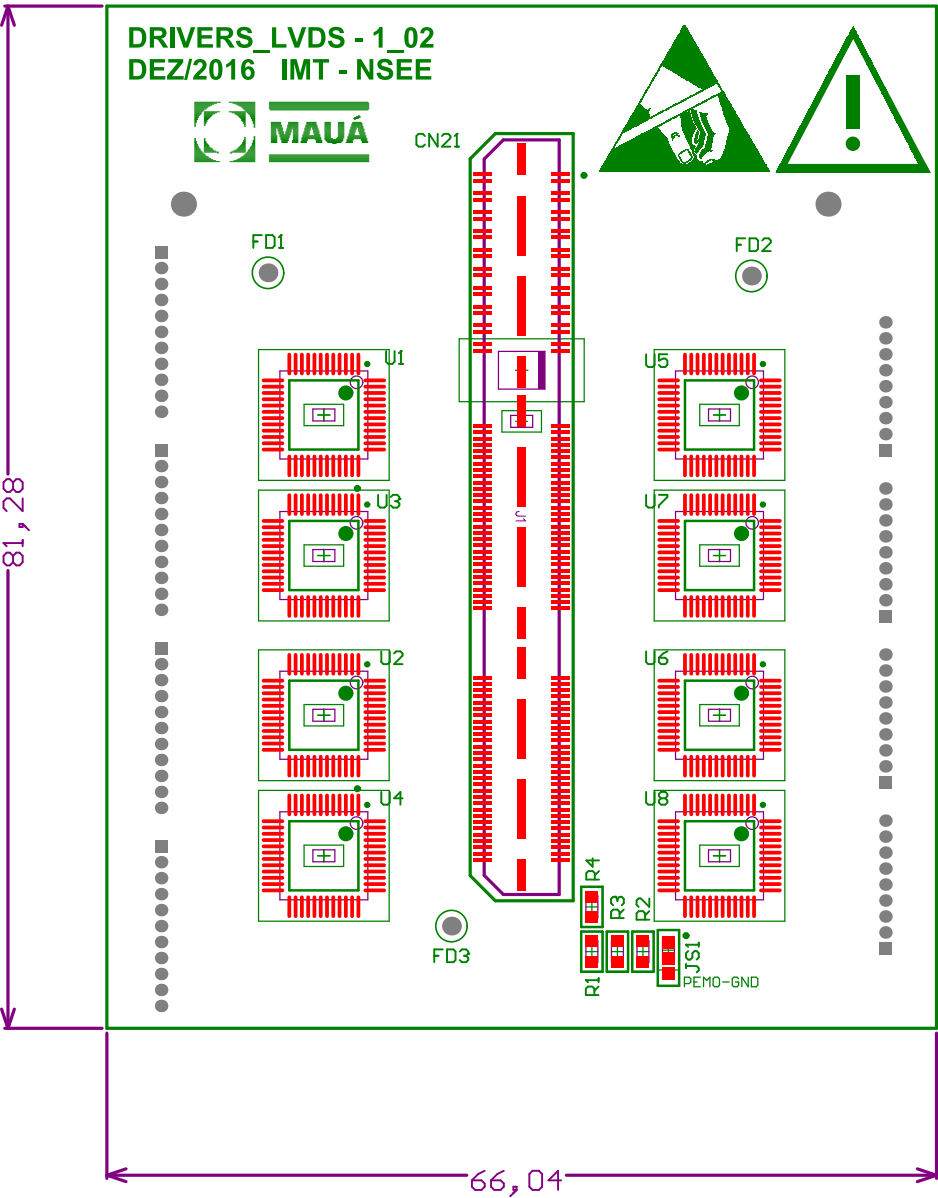 DRIVERS_LVDS - 1_02
DEZ/2016 IMT - NSEE
MAUÁ
CN21
FD1
FD2
U1
U5
U3
U7
81,28
J1
U2
U6
U4
U8
R4
R3
R2
FD3
JS1
R1
PEMO-GND
66,04